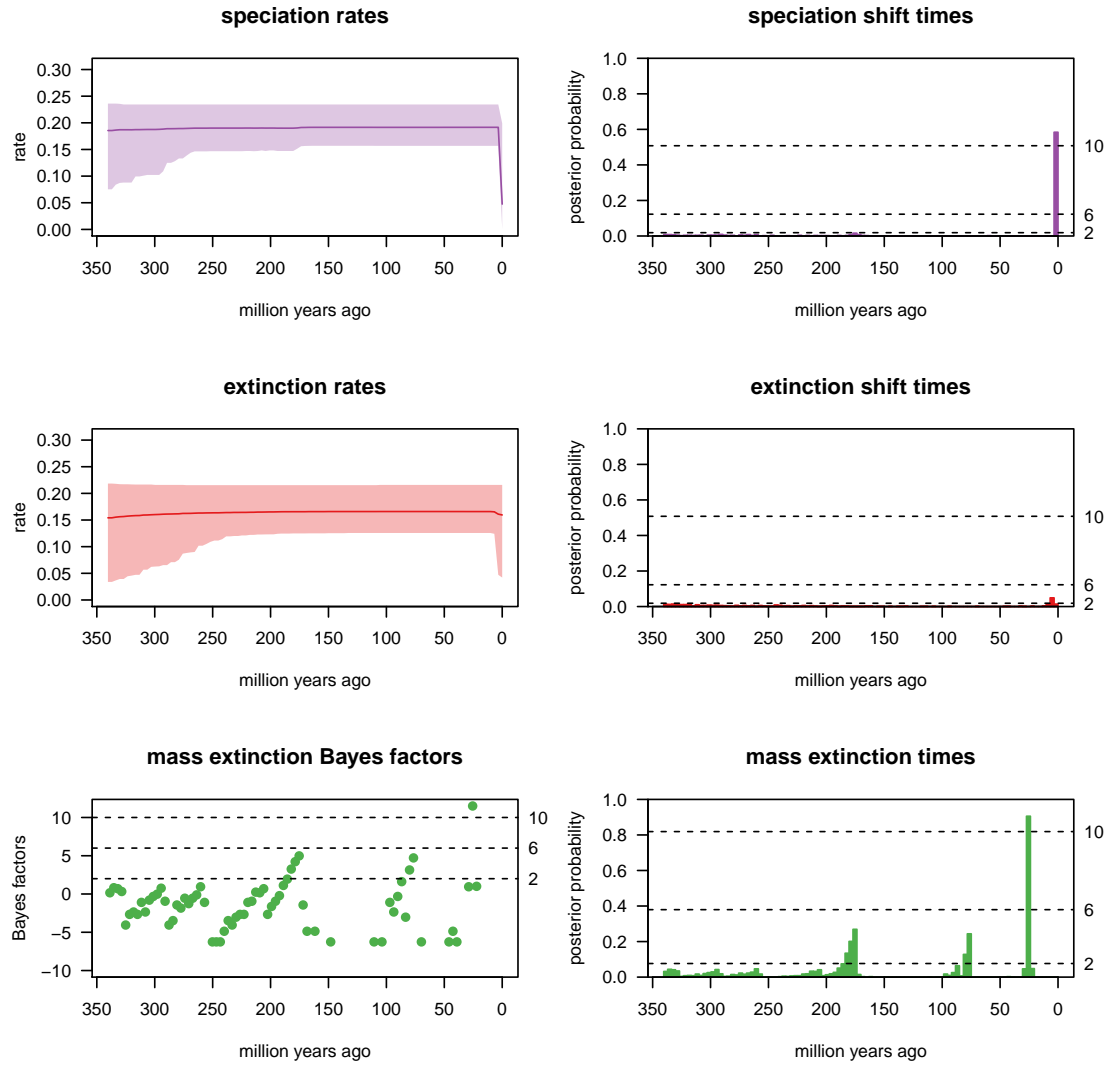 speciation rates
rate
0.30
0.25
0.20
0.15
0.10
0.05
0.00
350 300 250 200 150 100 50 0
million years ago
speciation shift times
posterior probability
1.0
0.8
0.6
0.4
0.2
0.0
10
6
2
350 300 250 200 150 100 50 0
million years ago
extinction rates
rate
0.30
0.25
0.20
0.15
0.10
0.05
0.00
350 300 250 200 150 100 50 0
million years ago
extinction shift times
posterior probability
1.0
0.8
0.6
0.4
0.2
0.0
10
6
2
350 300 250 200 150 100 50 0
million years ago
mass extinction Bayes factors
Bayes factors
10
5
0
−5
−10
10
6
2
350 300 250 200 150 100 50 0
million years ago
mass extinction times
posterior probability
1.0
0.8
0.6
0.4
0.2
0.0
10
6
2
350 300 250 200 150 100 50 0
million years ago